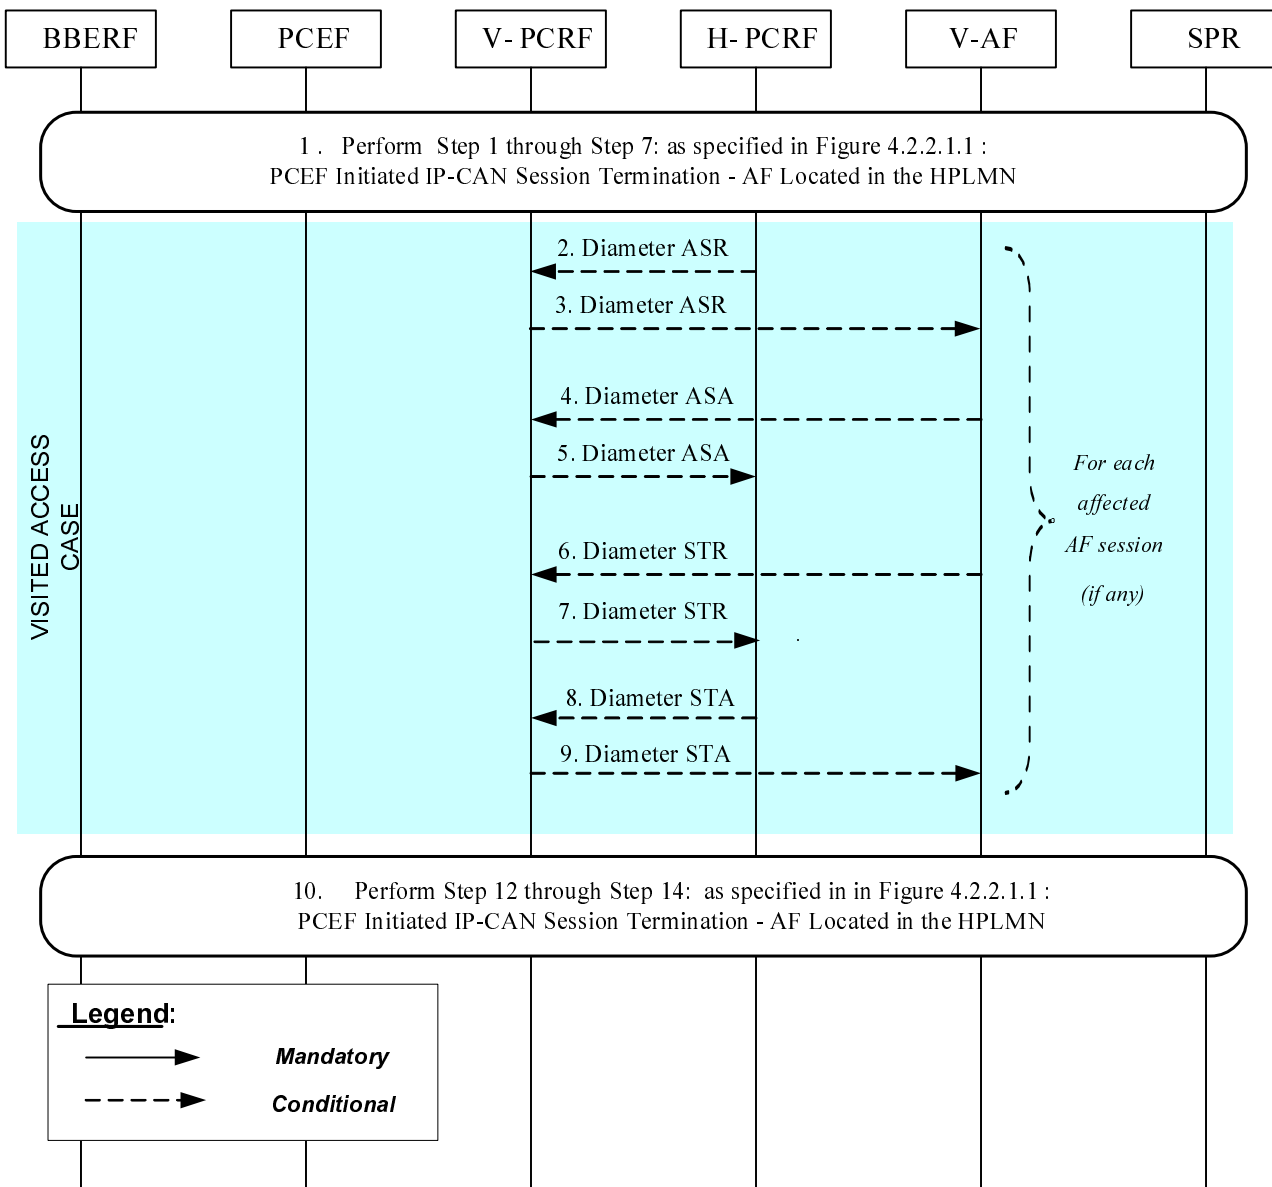 BBERF
PCEF
V- PCRF
H- PCRF
V-AF
SPR
1 . Perform Step 1 through Step 7: as specified in Figure 4.2.2.1.1 :
PCEF Initiated IP-CAN Session Termination - AF Located in the HPLMN
2. Diameter ASR
3. Diameter ASR
4. Diameter ASA
5. Diameter ASA
6. Diameter STR
7. Diameter STR
8. Diameter STA
9. Diameter STA
VISITED ACCESS
CASE
For each
affected
AF session
(if any)
10. Perform Step 12 through Step 14: as specified in in Figure 4.2.2.1.1 :
PCEF Initiated IP-CAN Session Termination - AF Located in the HPLMN
Legend:
Mandatory
Conditional